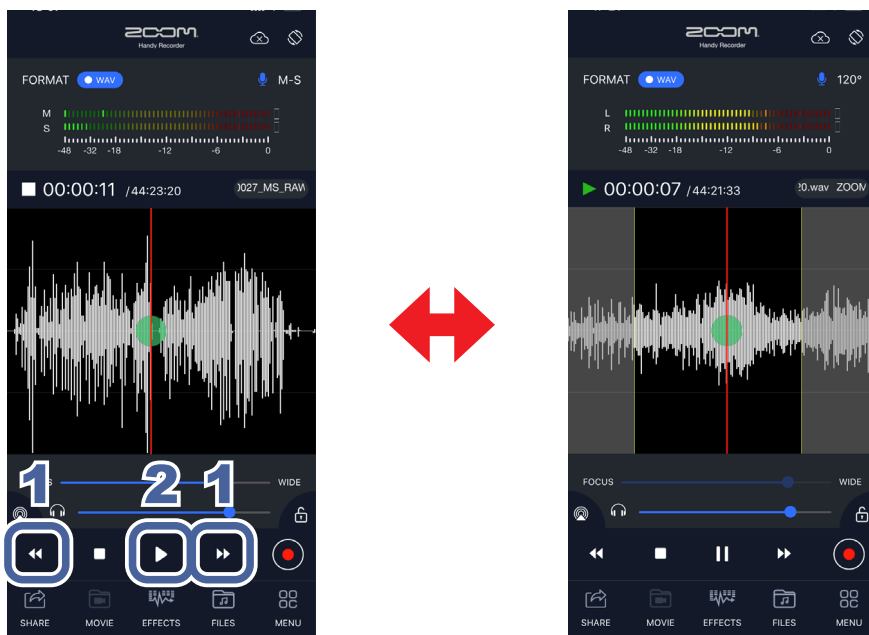 ZOOM
Handy Recorder
FORMAT WAV M-S
M
S
-48 -32 -18 -12 -6 0
00:00:11 /44:23:20 0027_MS_RAW
1 2 1
WIDE
SHARE MOVIE EFFECTS FILES MENU
ZOOM
Handy Recorder
FORMAT WAV 120°
L
R
-48 -32 -18 -12 -6 0
00:00:07 /44:21:33 20.wav ZOOM
FOCUS WIDE
SHARE MOVIE EFFECTS FILES MENU